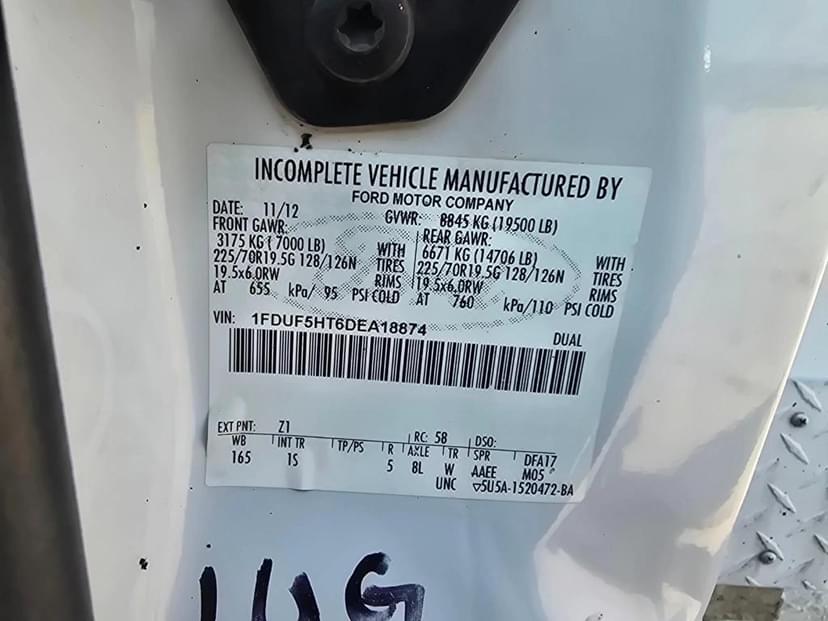 INCOMPLETE VEHICLE MANUFACTURED BY
FORD MOTOR COMPANY
DATE: 11/12 GVWR: 8845 KG (19500 LB)
FRONT GAWR: REAR GAWR:
3175 KG ( 7000 LB) WITH 6671 KG (14706 LB) WITH
225/70R19.5G 128/126N TIRES 225/70R19.5G 128/126N TIRES
19.5x6.0RW RIMS 19.5x6.0RW RIMS
AT 655 kPa/ 95 PSI COLD AT 760 kPa/110 PSI COLD
VIN: 1FDUF5HT6DEA18874
DUAL
EXT PNT: Z1 RC: 58 DSO:
WB INT TR TP/PS R AXLE TR SPR DFA17
165 1S 5 8L W AAEE M05
UNC ▽5U5A-1520472-BA